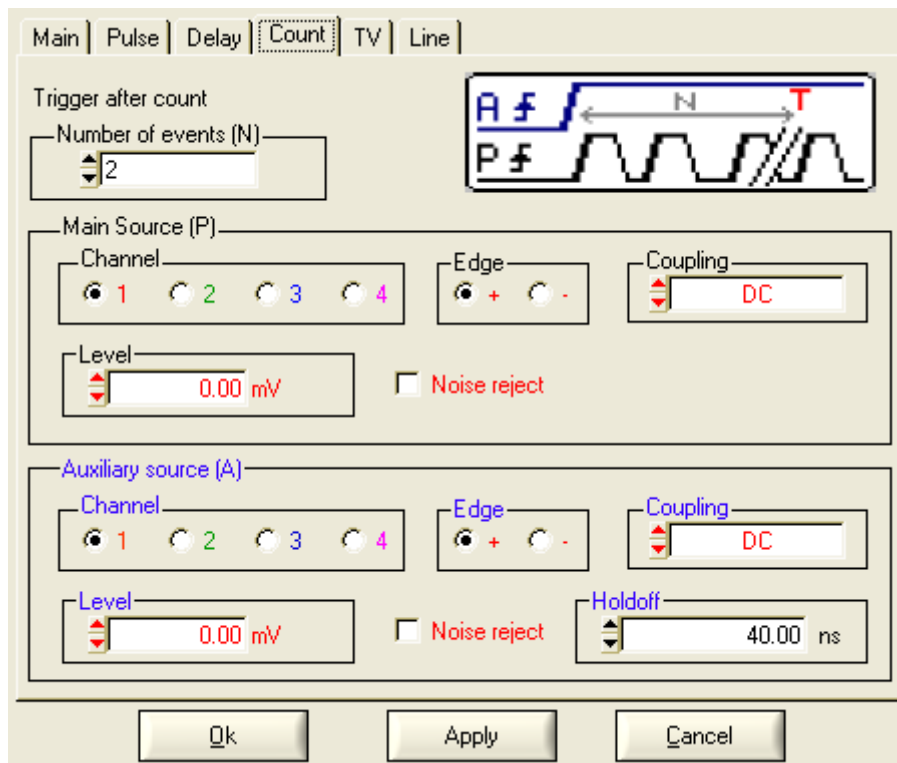 Main Pulse Delay Count TV Line
Trigger after count
Number of events (N)
2
A N T
P
Main Source (P)
Channel Edge Coupling
1 2 3 4 + - DC
Level
0.00 mV Noise reject
Auxiliary source (A)
Channel Edge Coupling
1 2 3 4 + - DC
Level Holdoff
0.00 mV Noise reject 40.00 ns
Ok Apply Cancel